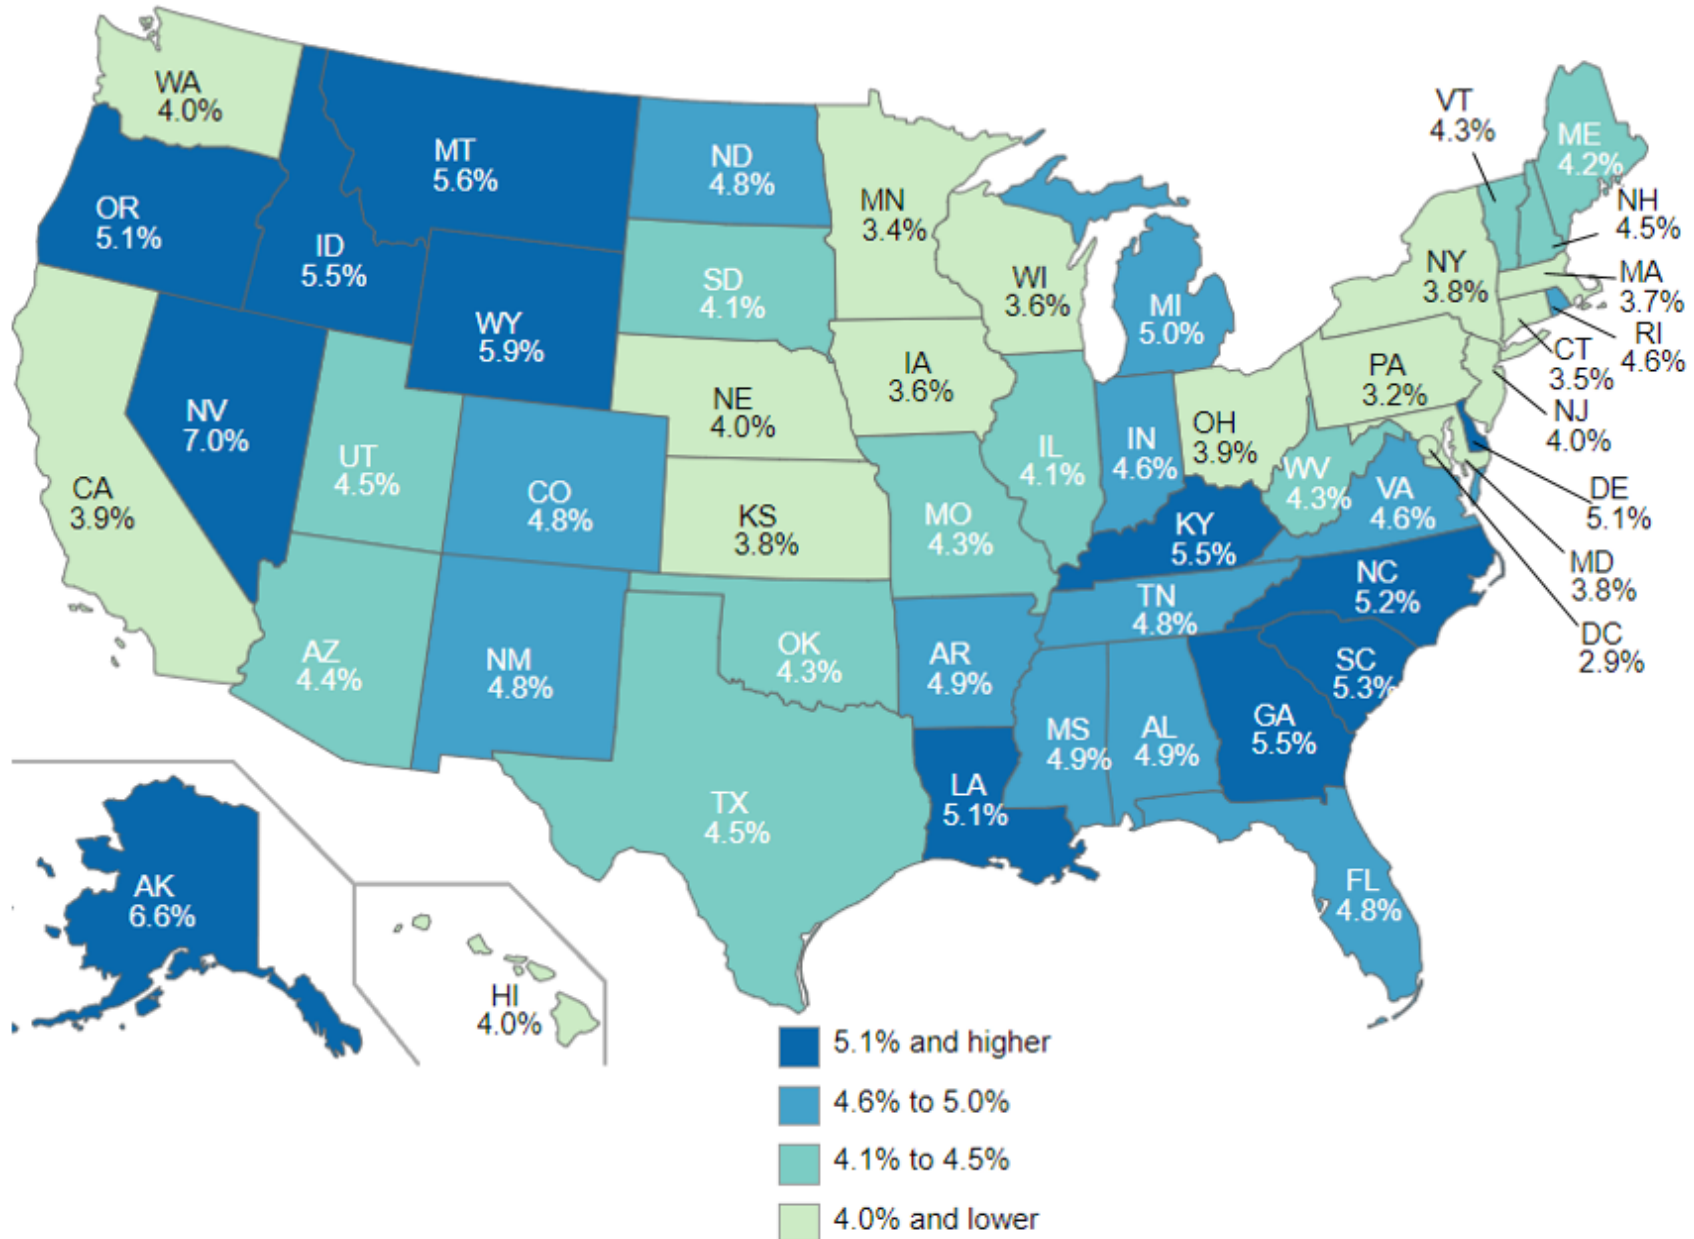 WA
4.0%
OR
5.1%
CA
3.9%
NV
7.0%
ID
5.5%
MT
5.6%
WY
5.9%
UT
4.5%
CO
4.8%
AZ
4.4%
NM
4.8%
ND
4.8%
SD
4.1%
NE
4.0%
KS
3.8%
OK
4.3%
TX
4.5%
MN
3.4%
IA
3.6%
MO
4.3%
AR
4.9%
LA
5.1%
WI
3.6%
IL
4.1%
MI
5.0%
IN
4.6%
OH
3.9%
KY
5.5%
TN
4.8%
MS
4.9%
AL
4.9%
GA
5.5%
FL
4.8%
SC
5.3%
NC
5.2%
VA
4.6%
WV
4.3%
PA
3.2%
NY
3.8%
VT
4.3%
ME
4.2%
NH
4.5%
MA
3.7%
RI
4.6%
CT
3.5%
NJ
4.0%
DE
5.1%
MD
3.8%
DC
2.9%
AK
6.6%
HI
4.0%
5.1% and higher
4.6% to 5.0%
4.1% to 4.5%
4.0% and lower